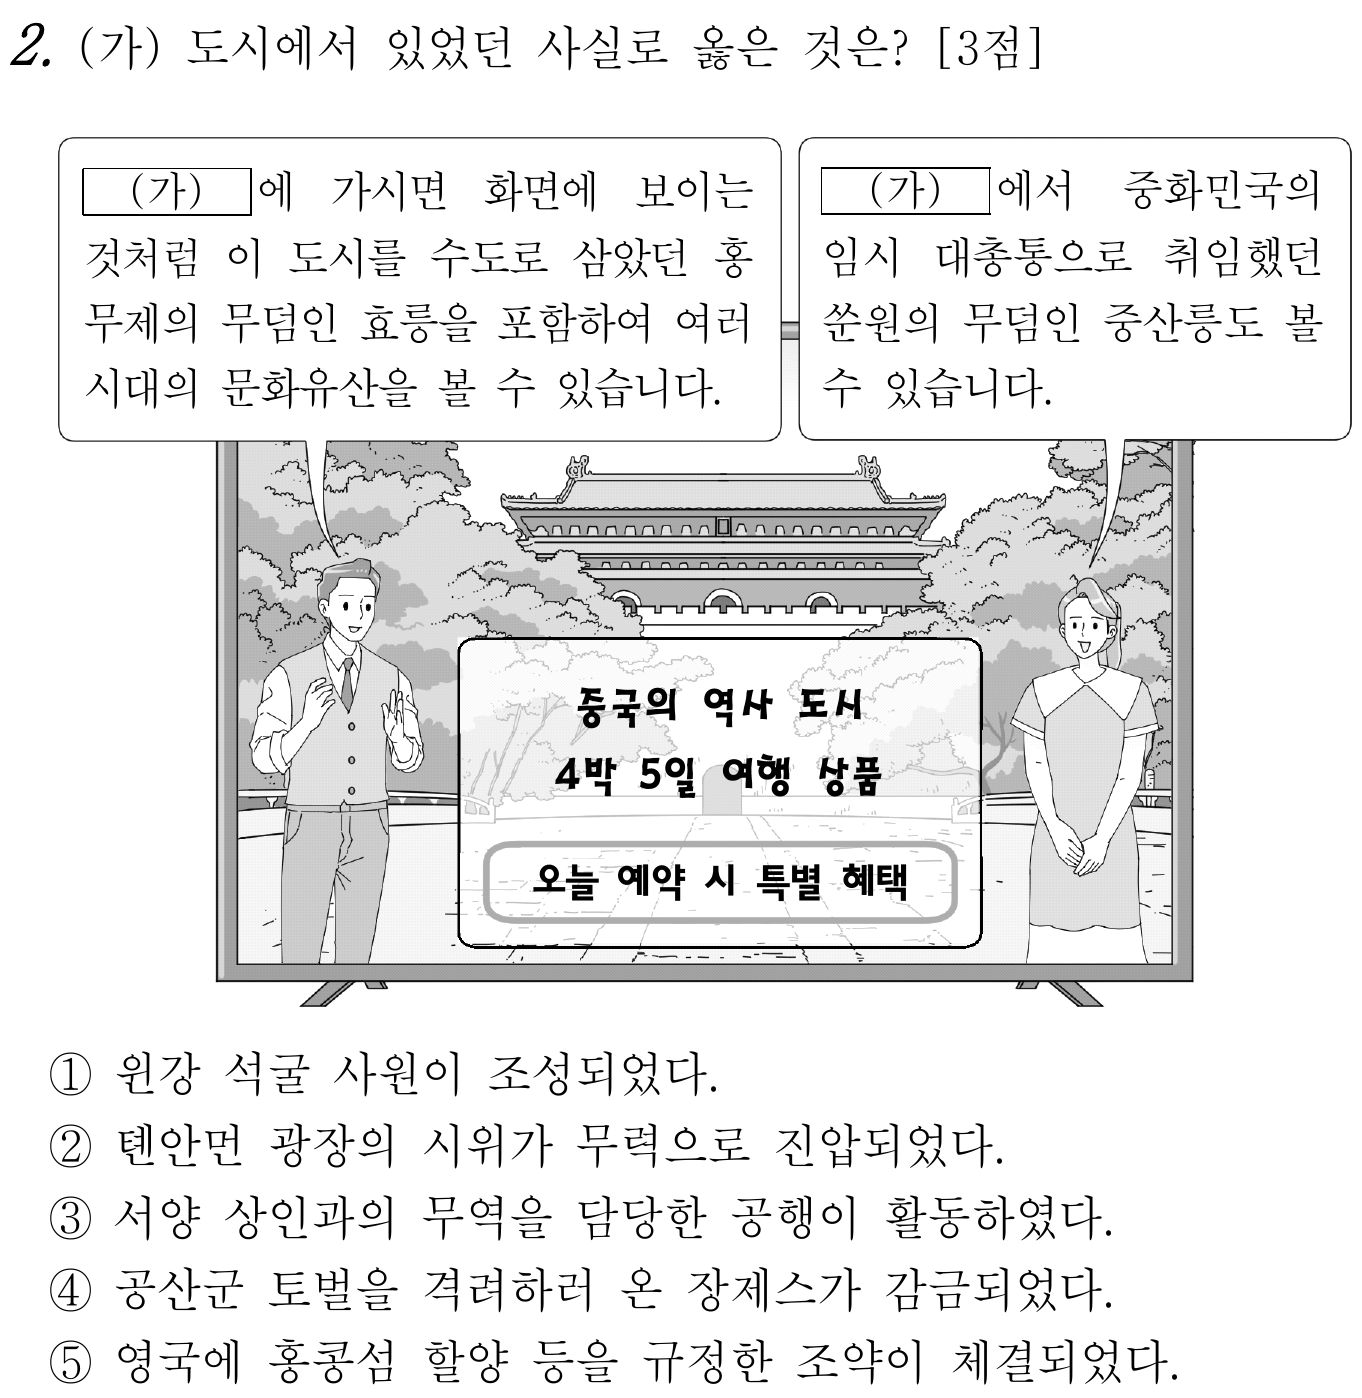 2. (가) 도시에서 있었던 사실로 옳은 것은? [3점]
(가) 에 가시면 화면에 보이는
것처럼 이 도시를 수도로 삼았던 홍
무제의 무덤인 효릉을 포함하여 여러
시대의 문화유산을 볼 수 있습니다.
(가) 에서 중화민국의
임시 대총통으로 취임했던
쑨원의 무덤인 중산릉도 볼
수 있습니다.
중국의 역사 도시
4박 5일 여행 상품
오늘 예약 시 특별 혜택
① 윈강 석굴 사원이 조성되었다.
② 톈안먼 광장의 시위가 무력으로 진압되었다.
③ 서양 상인과의 무역을 담당한 공행이 활동하였다.
④ 공산군 토벌을 격려하러 온 장제스가 감금되었다.
⑤ 영국에 홍콩섬 할양 등을 규정한 조약이 체결되었다.